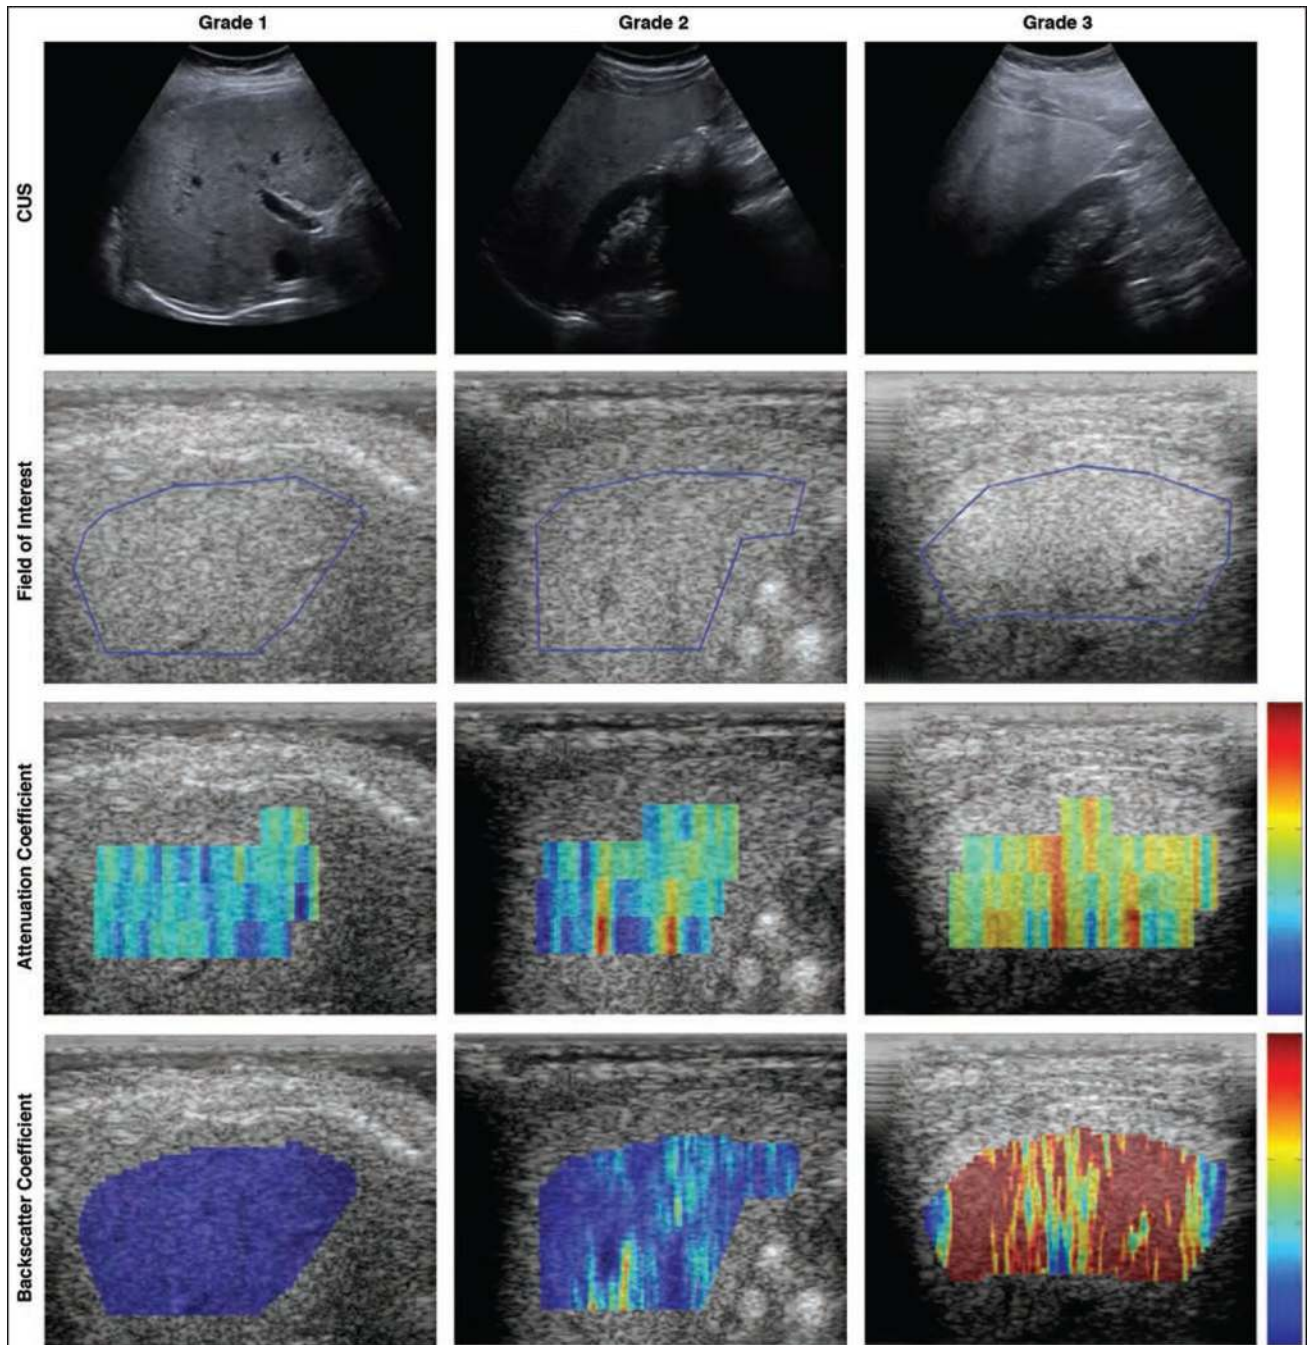 Grade 1
Grade 2
Grade 3
CUS
Field of Interest
Attenuation Coefficient
Backscatter Coefficient